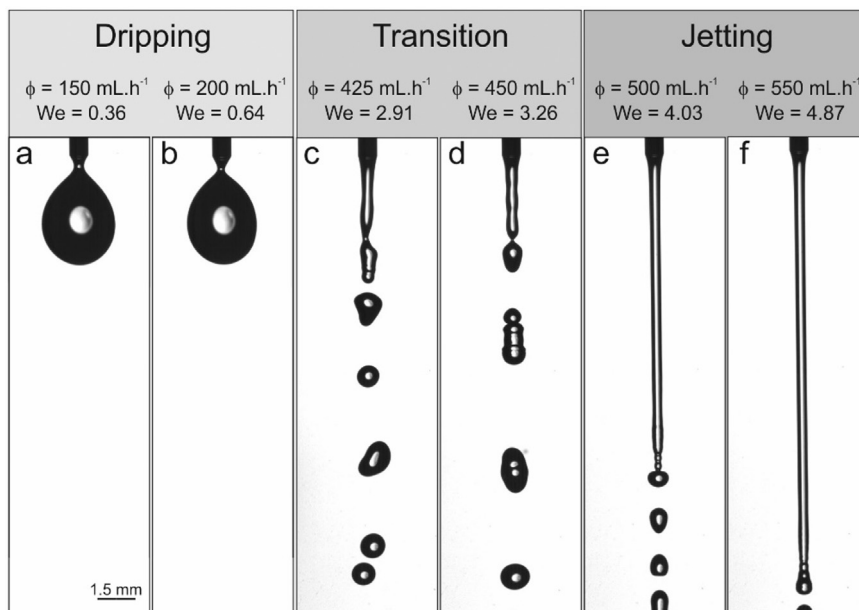 Dripping
Transition
Jetting
ϕ = 150 mL.h⁻¹
We = 0.36
ϕ = 200 mL.h⁻¹
We = 0.64
ϕ = 425 mL.h⁻¹
We = 2.91
ϕ = 450 mL.h⁻¹
We = 3.26
ϕ = 500 mL.h⁻¹
We = 4.03
ϕ = 550 mL.h⁻¹
We = 4.87
a
b
c
d
e
f
1.5 mm